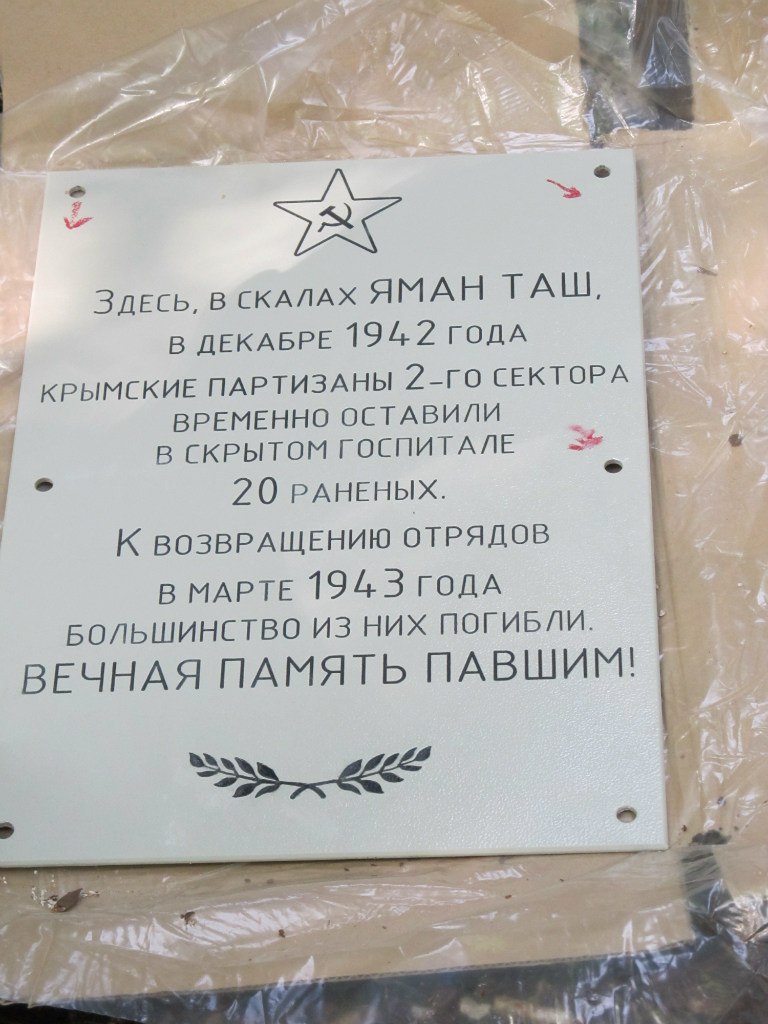 Здесь, в скалах ЯМАН ТАШ,
в декабре 1942 года
крымские партизаны 2-го сектора
временно оставили
в скрытом госпитале
20 раненых.
К возвращению отрядов
в марте 1943 года
большинство из них погибли.
ВЕЧНАЯ ПАМЯТЬ ПАВШИМ!